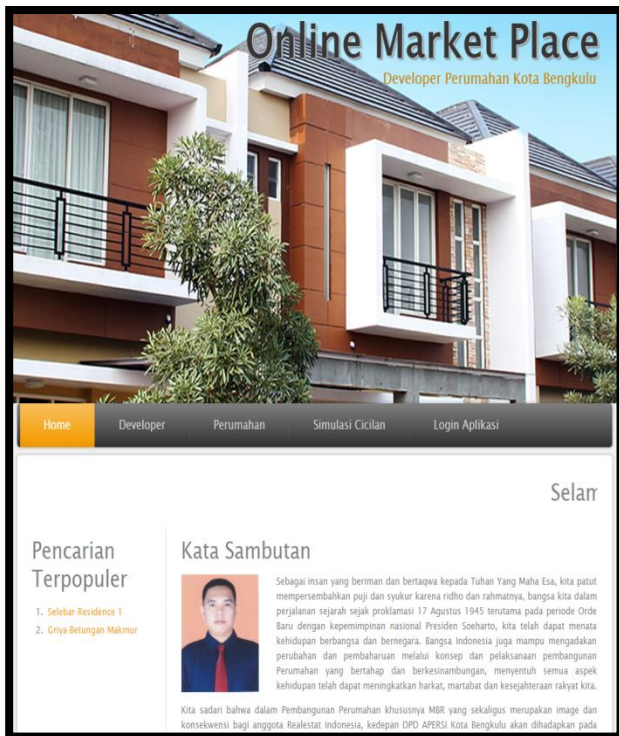 Online Market Place
Developer Perumahan Kota Bengkulu
Home Developer Perumahan Simulasi Cicilan Login Aplikasi
Selam
Pencarian
Terpopuler
1. Selebar Residence 1
2. Griya Betungan Makmur
Kata Sambutan
Sebagai insan yang beriman dan bertaqwa kepada Tuhan Yang Maha Esa, kita patut
mempersembahkan puji dan syukur karena ridho dan rahmatnya, bangsa kita dalam
perjalanan sejarah sejak proklamasi 17 Agustus 1945 terutama pada periode Orde
Baru dengan kepemimpinan nasional Presiden Soeharto, kita telah dapat menata
kehidupan berbangsa dan bernegara. Bangsa Indonesia juga mampu mengadakan
perubahan dan pembaharuan melalui konsep dan pelaksanaan pembangunan
Perumahan yang bertahap dan berkesinambungan, menyentuh semua aspek
kehidupan telah dapat meningkatkan harkat, martabat dan kesejahteraan rakyat kita.
Kita sadari bahwa dalam Pembangunan Perumahan khususnya MBR yang sekaligus merupakan image dan
konsekwensi bagi anggota Realestat Indonesia, kedepan DPD APERSI Kota Bengkulu akan dihadapkan pada